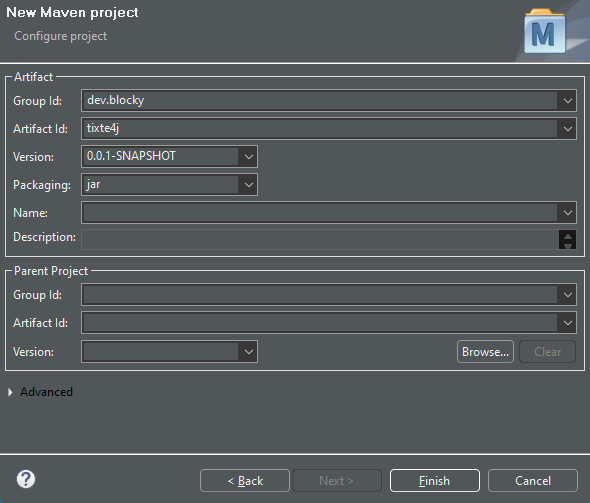 New Maven project
Configure project
M
Artifact
Group Id: dev.blocky
Artifact Id: tixte4j
Version: 0.0.1-SNAPSHOT
Packaging: jar
Name:
Description:
Parent Project
Group Id:
Artifact Id:
Version: Browse... Clear
Advanced
? < Back Next > Finish Cancel